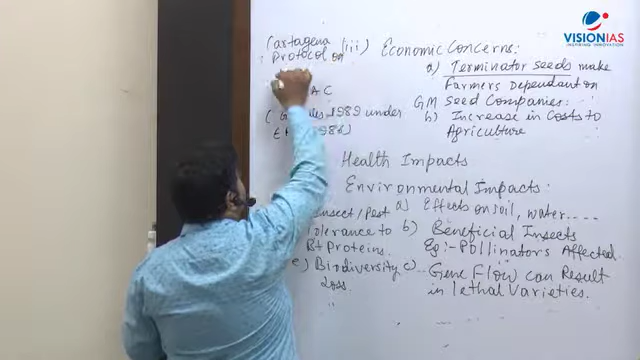 VISIONIAS
INSPIRING INNOVATION
Cartagena
Protocol on
AC
1989 under
(iii) Economic Concerns:
a) Terminator seeds make
Farmers Dependant on
GM Seed Companies.
b) Increase in Costs to
Agriculture
Health Impacts
Environmental Impacts:
a) Effects on soil, water....
b) Beneficial Insects
Eg:- Pollinators Affected.
c) Gene Flow can Result
in lethal Varieties.
Insect/Pest
Tolerance to
Bt Proteins.
e) Biodiversity
Loss.